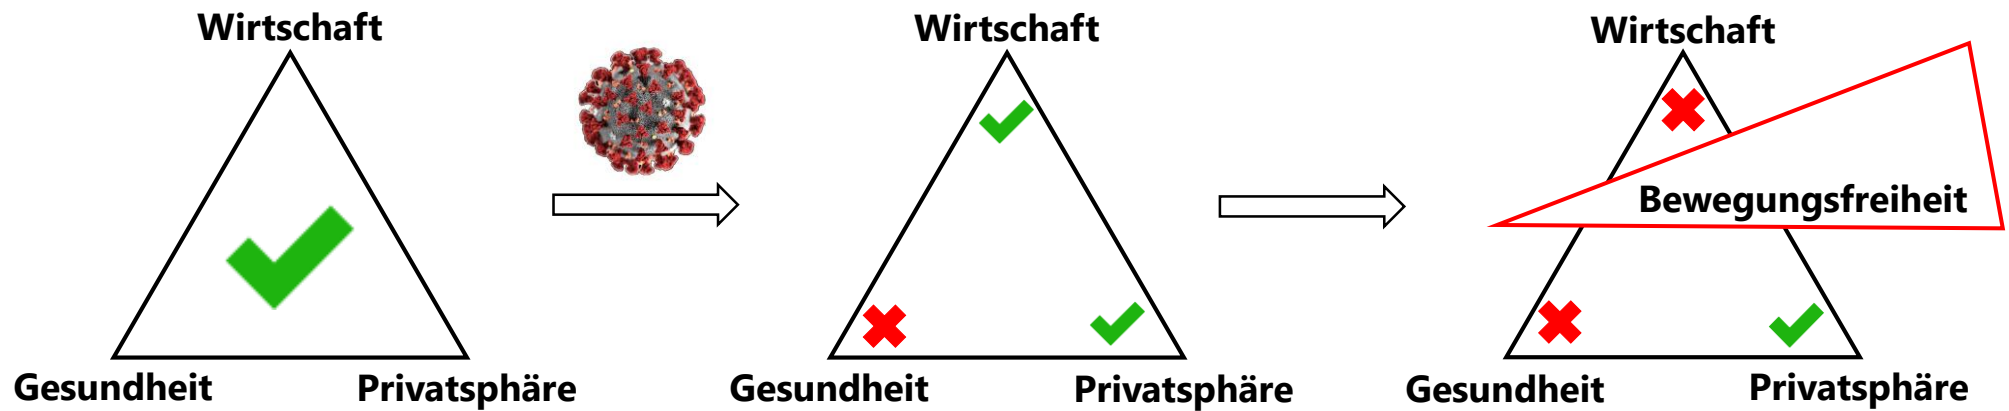 Wirtschaft
Gesundheit
Privatsphäre
Wirtschaft
Gesundheit
Privatsphäre
Wirtschaft
Bewegungsfreiheit
Gesundheit
Privatsphäre